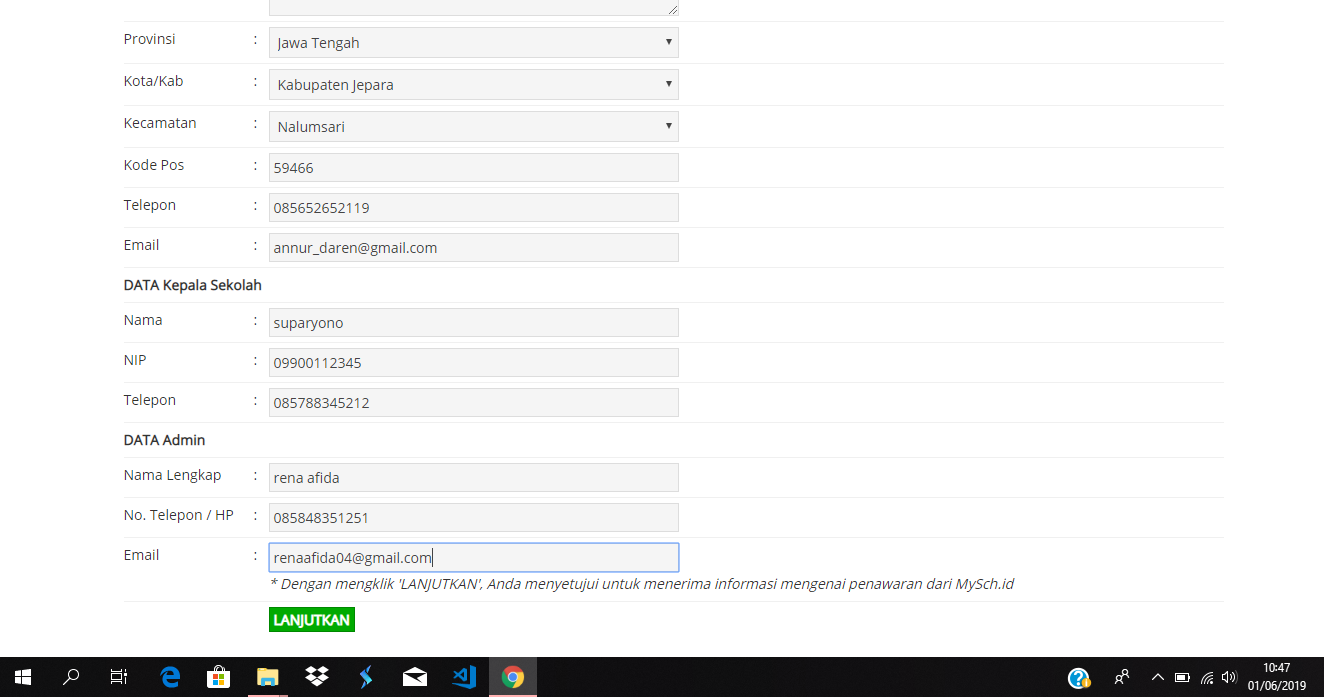 Provinsi : Jawa Tengah
Kota/Kab : Kabupaten Jepara
Kecamatan : Nalumsari
Kode Pos : 59466
Telepon : 085652652119
Email : annur_daren@gmail.com
DATA Kepala Sekolah
Nama : suparyono
NIP : 09900112345
Telepon : 085788345212
DATA Admin
Nama Lengkap : rena afida
No. Telepon / HP : 085848351251
Email : renaafida04@gmail.com
* Dengan mengklik 'LANJUTKAN', Anda menyetujui untuk menerima informasi mengenai penawaran dari MySch.id
LANJUTKAN
10:47
01/06/2019